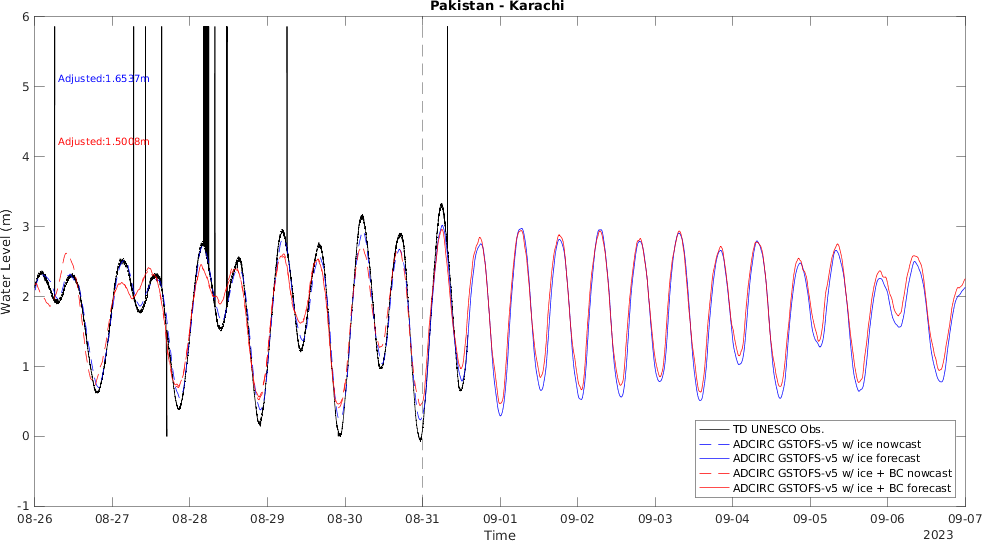 Pakistan - Karachi
6
5
4
3
2
1
0
-1
Water Level (m)
Adjusted:1.6537m
Adjusted:1.5008m
TD UNESCO Obs.
ADCIRC GSTOFS-v5 w/ ice nowcast
ADCIRC GSTOFS-v5 w/ ice forecast
ADCIRC GSTOFS-v5 w/ ice + BC nowcast
ADCIRC GSTOFS-v5 w/ ice + BC forecast
08-26 08-27 08-28 08-29 08-30 08-31 09-01 09-02 09-03 09-04 09-05 09-06 09-07
Time
2023